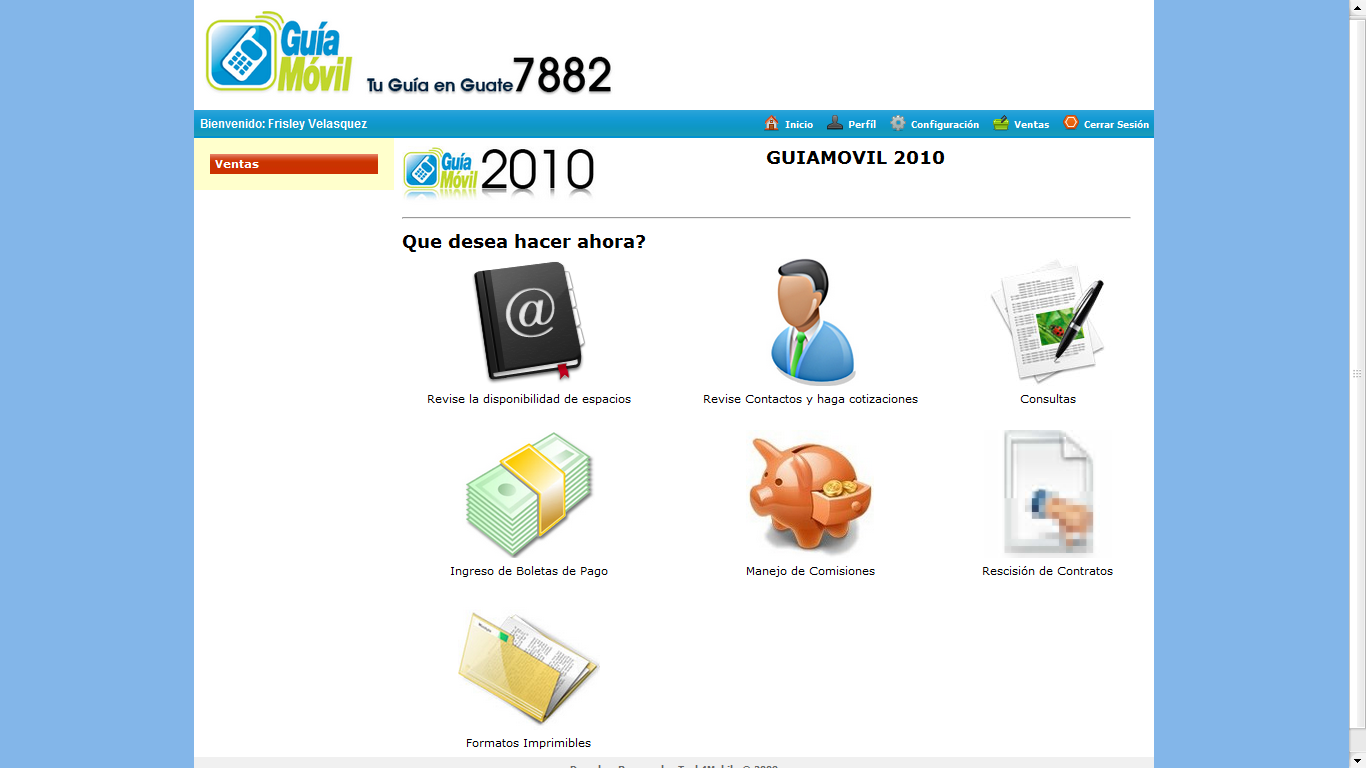 Guía
Móvil
Tu Guía en Guate 7882
Bienvenido: Frisley Velasquez
Inicio Perfíl Configuración Ventas Cerrar Sesión
Ventas
Guía
Móvil 2010
GUIAMOVIL 2010
Que desea hacer ahora?
@
Revise la disponibilidad de espacios Revise Contactos y haga cotizaciones Consultas
Ingreso de Boletas de Pago Manejo de Comisiones Rescisión de Contratos
Formatos Imprimibles